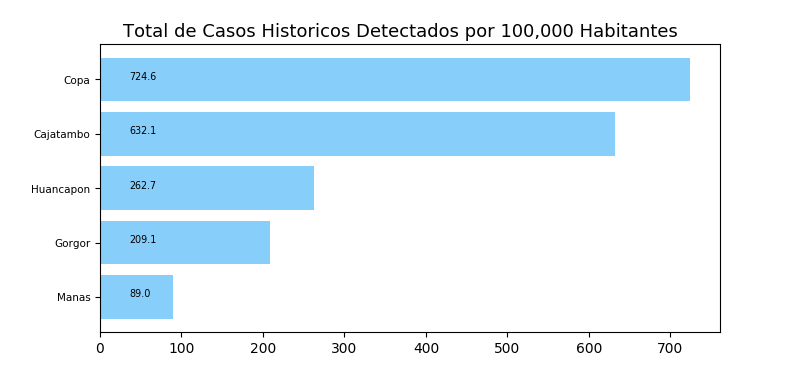 Total de Casos Historicos Detectados por 100,000 Habitantes
Copa 724.6
Cajatambo 632.1
Huancapon 262.7
Gorgor 209.1
Manas 89.0
0 100 200 300 400 500 600 700